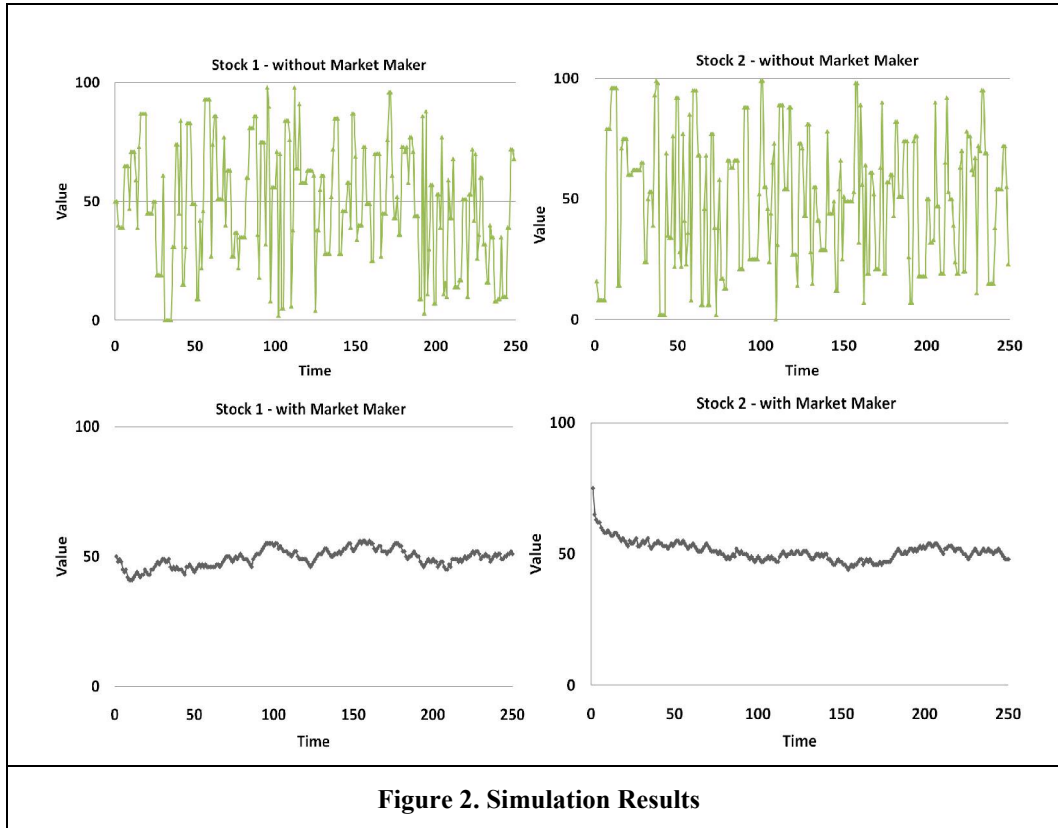 Stock 1 - without Market Maker
100
50
0
Value
0 50 100 150 200 250
Time
Stock 2 - without Market Maker
100
50
0
Value
0 50 100 150 200 250
Time
Stock 1 - with Market Maker
100
50
0
Value
0 50 100 150 200 250
Time
Stock 2 - with Market Maker
100
50
0
Value
0 50 100 150 200 250
Time
Figure 2. Simulation Results